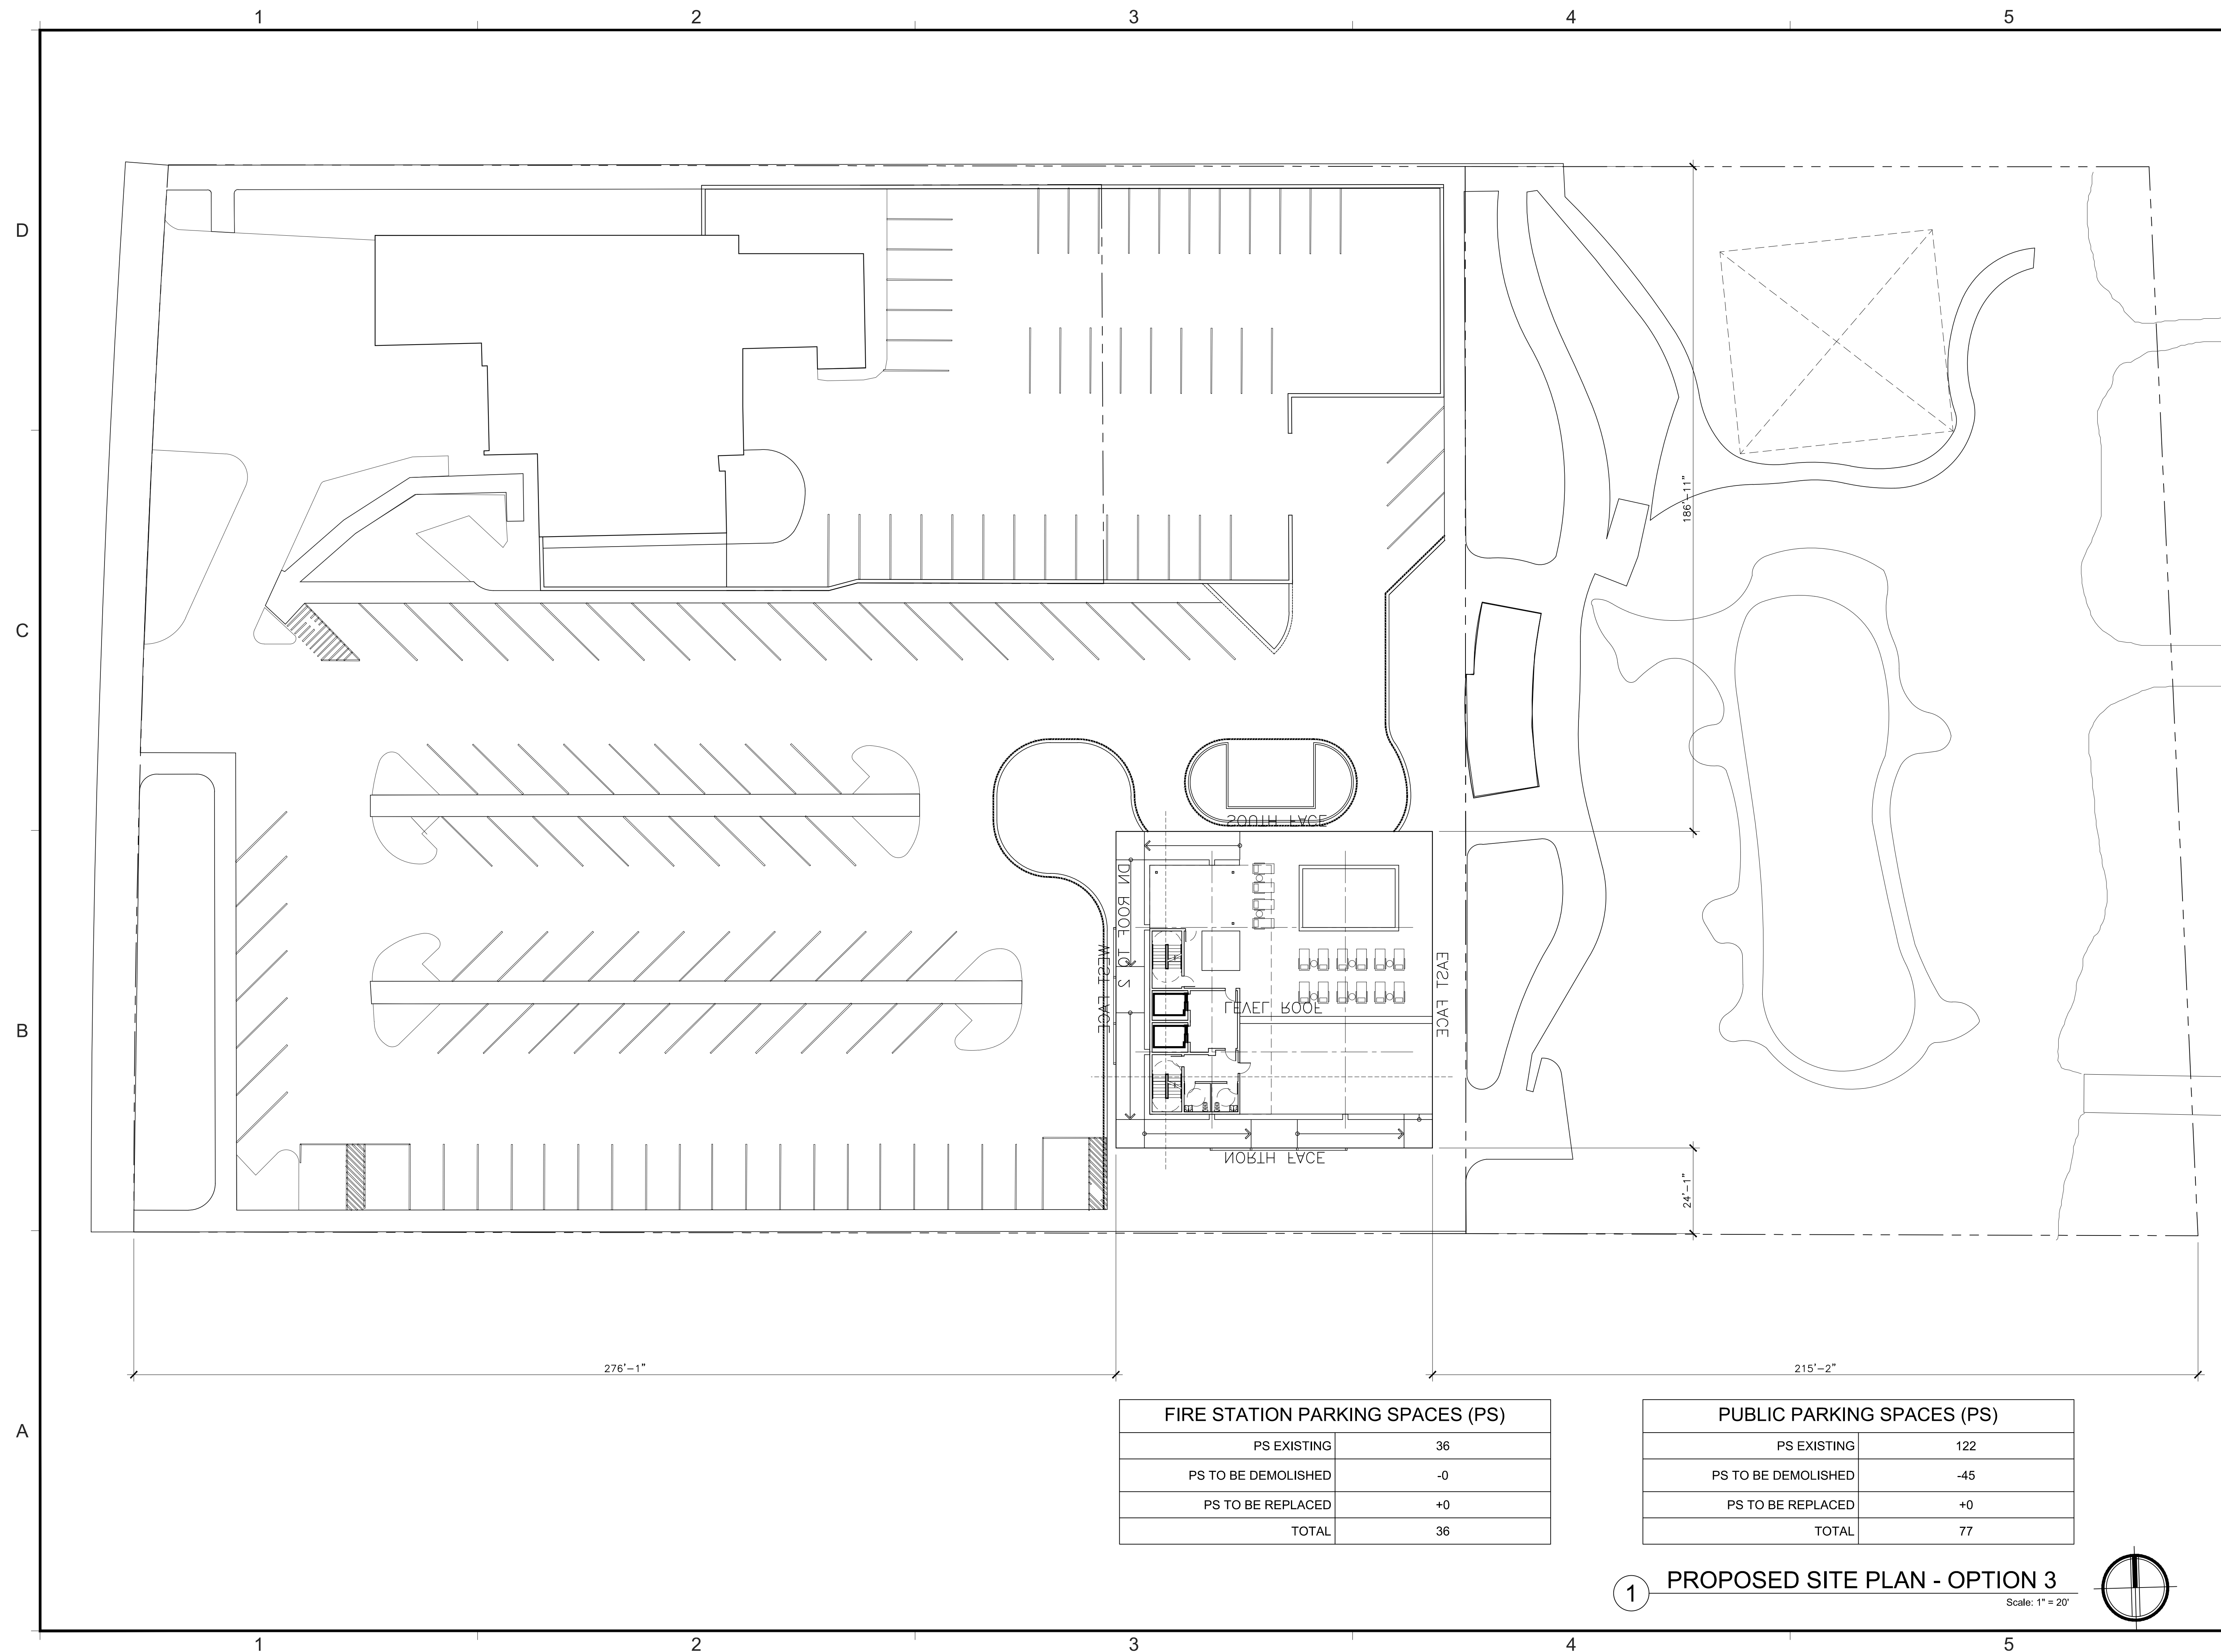 1 2 3 4 5
D
186'-11"
C
SOUTH FACE
DN ROOF TO 2
WEST FACE
EAST FACE
LEVEL ROOF
B
NORTH FACE
24'-1"
276'-1"
215'-2"
A
FIRE STATION PARKING SPACES (PS)
PS EXISTING 36
PS TO BE DEMOLISHED -0
PS TO BE REPLACED +0
TOTAL 36
PUBLIC PARKING SPACES (PS)
PS EXISTING 122
PS TO BE DEMOLISHED -45
PS TO BE REPLACED +0
TOTAL 77
1 PROPOSED SITE PLAN - OPTION 3
Scale: 1" = 20'
1 2 3 4 5